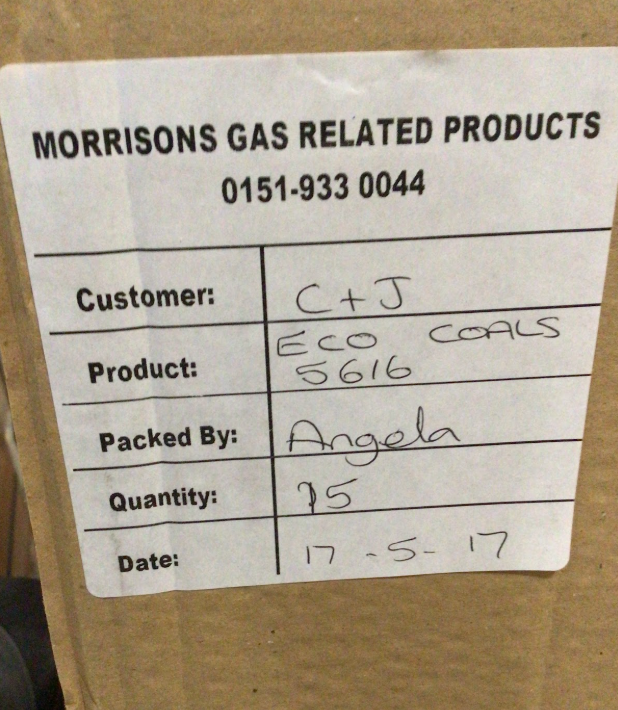 MORRISONS GAS RELATED PRODUCTS
0151-933 0044
Customer: C + J
Product: ECO COALS
5616
Packed By: Angela
Quantity:
Date: 17 - 5 - 17